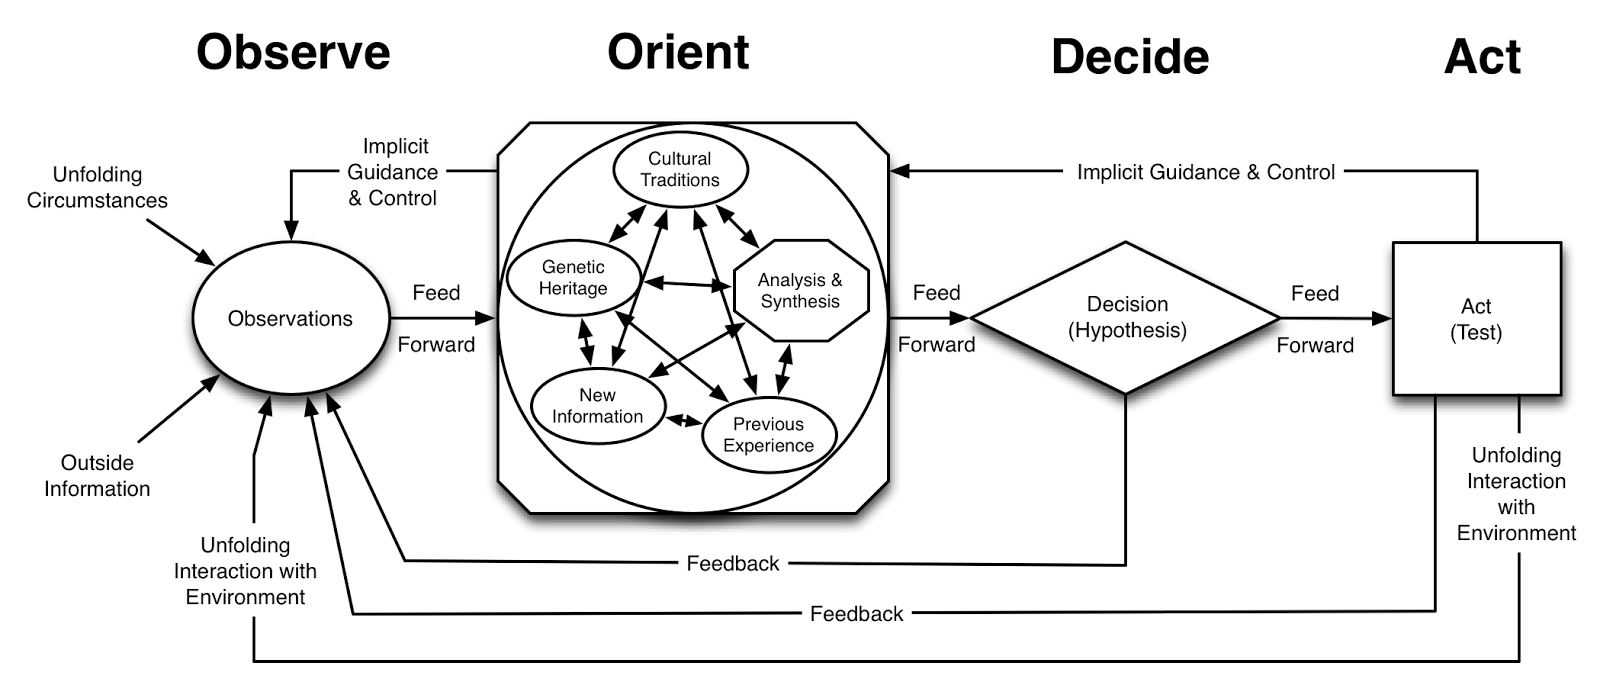 Observe
Orient
Decide
Act
Implicit
Guidance
& Control
Unfolding
Circumstances
Observations
Outside
Information
Feed
Forward
Cultural
Traditions
Genetic
Heritage
Analysis &
Synthesis
New
Information
Previous
Experience
Implicit Guidance & Control
Feed
Forward
Decision
(Hypothesis)
Feed
Forward
Act
(Test)
Unfolding
Interaction
with
Environment
Unfolding
Interaction with
Environment
Feedback
Feedback